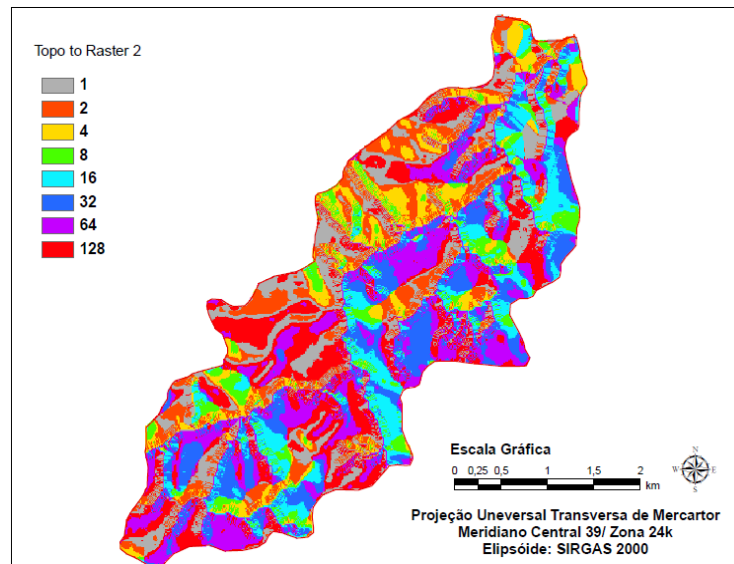 Topo to Raster 2
1
2
4
8
16
32
64
128
Escala Gráfica
0 0,25 0,5 1 1,5 2
km
N
W E
S
Projeção Uneversal Transversa de Mercartor
Meridiano Central 39/ Zona 24k
Elipsóide: SIRGAS 2000